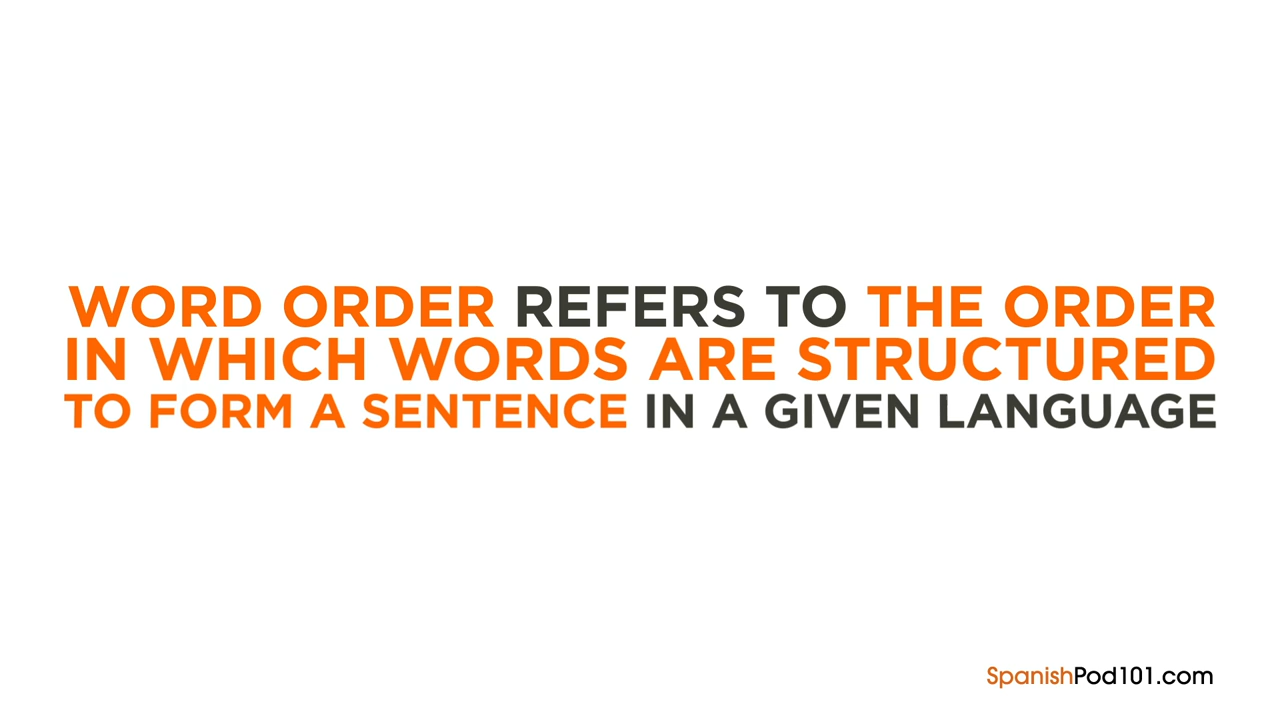 WORD ORDER REFERS TO THE ORDER
IN WHICH WORDS ARE STRUCTURED
TO FORM A SENTENCE IN A GIVEN LANGUAGE
SpanishPod101.com